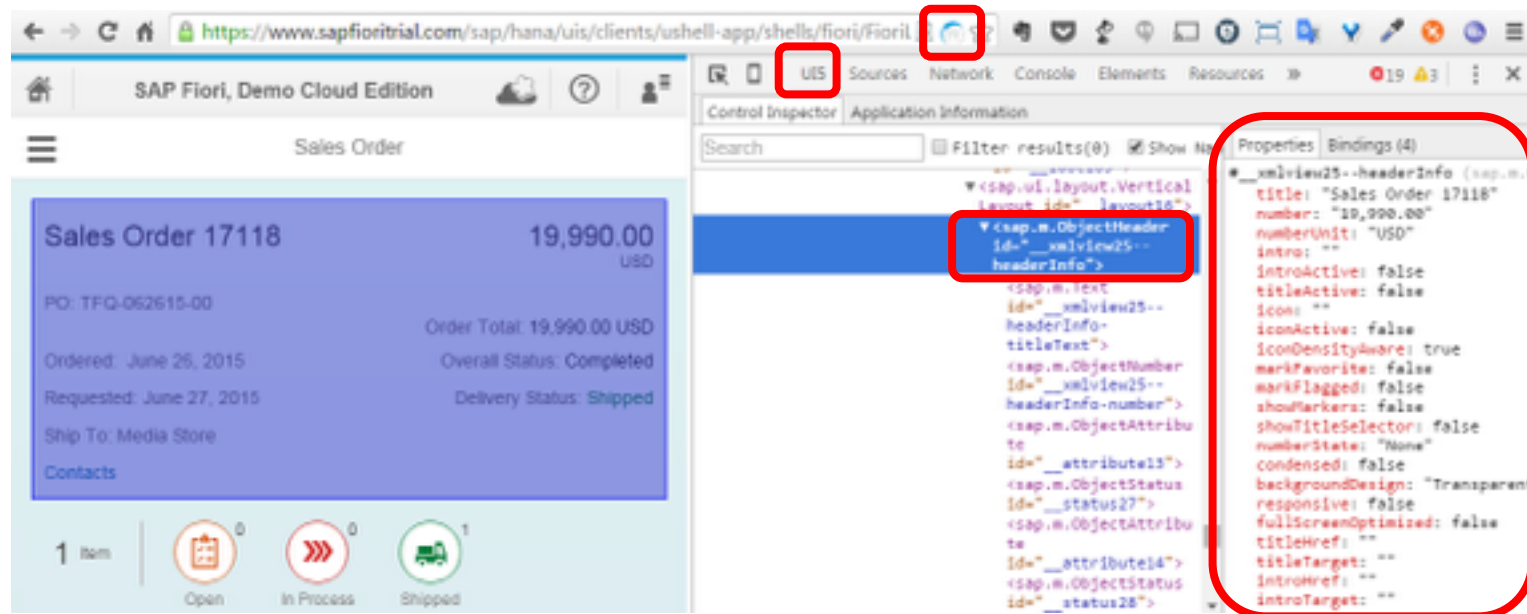 https://www.sapfioritrial.com/sap/hana/uis/clients/ushell-app/shells/fiori/FioriL
SAP Fiori, Demo Cloud Edition
Sales Order
Sales Order 17118
19,990.00
USD
PO: TFQ-062615-00
Order Total: 19,990.00 USD
Ordered: June 26, 2015
Overall Status: Completed
Requested: June 27, 2015
Delivery Status: Shipped
Ship To: Media Store
Contacts
1 Item
0
0
1
Open
In Process
Shipped
UI5 Sources Network Console Elements Resources »
19 3
Control Inspector Application Information
Search
Filter results(0) Show Na
▼<sap.ui.layout.Vertical
Layout id="__layout16">
▼<sap.m.ObjectHeader
id="__xmlview25--
headerInfo">
<sap.m.Text
id="__xmlview25--
headerInfo-
titleText">
<sap.m.ObjectNumber
id="__xmlview25--
headerInfo-number">
<sap.m.ObjectAttribu
te
id="__attribute13">
<sap.m.ObjectStatus
id="__status27">
<sap.m.ObjectAttribu
te
id="__attribute14">
<sap.m.ObjectStatus
id="__status28">
Properties Bindings (4)
#__xmlview25--headerInfo (sap.m.
title: "Sales Order 17118"
number: "19,990.00"
numberUnit: "USD"
intro: ""
introActive: false
titleActive: false
icon: ""
iconActive: false
iconDensityAware: true
markFavorite: false
markFlagged: false
showMarkers: false
showTitleSelector: false
numberState: "None"
condensed: false
backgroundDesign: "Transparen
responsive: false
fullScreenOptimized: false
titleHref: ""
titleTarget: ""
introHref: ""
introTarget: ""